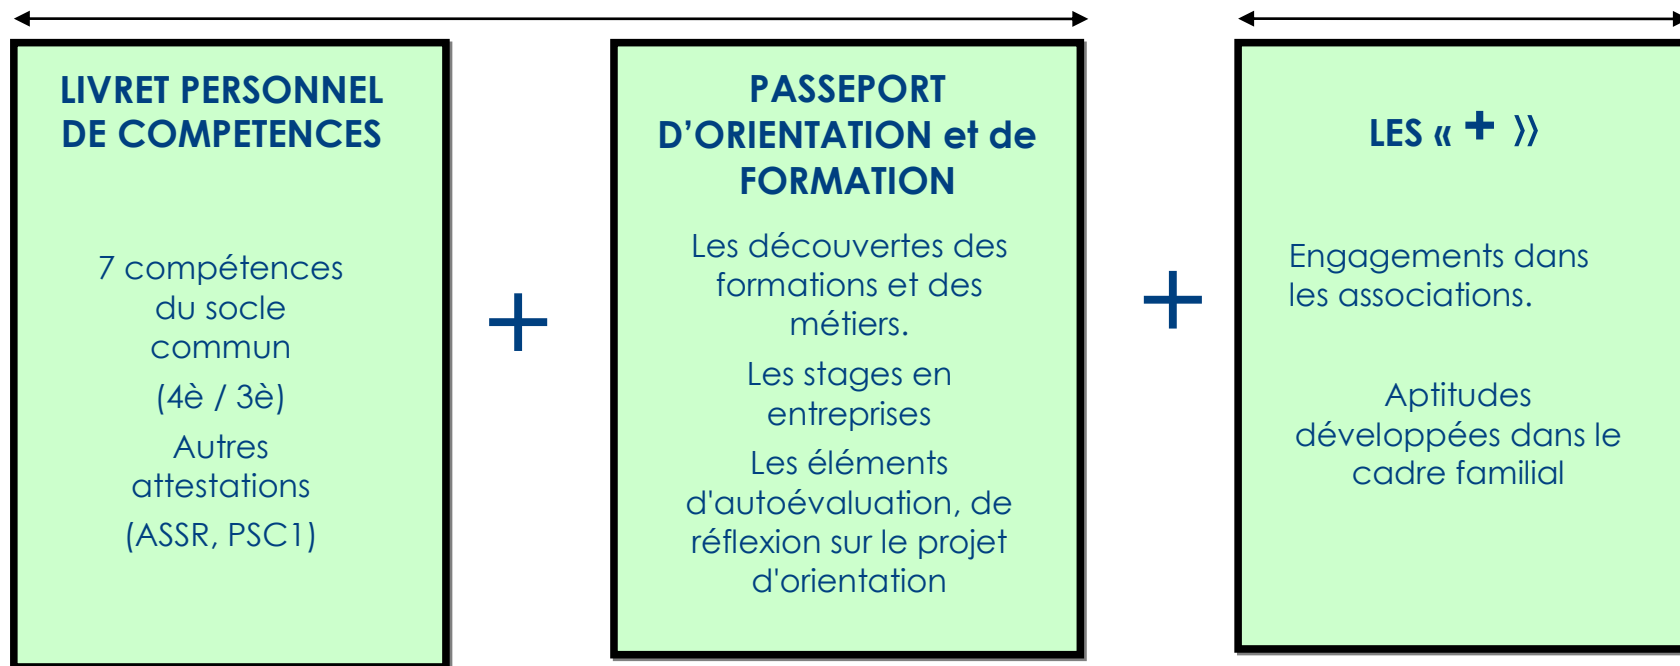 LIVRET PERSONNEL
DE COMPETENCES
7 compétences
du socle
commun
(4è / 3è)
Autres
attestations
(ASSR, PSC1)
+
PASSEPORT
D’ORIENTATION et de
FORMATION
Les découvertes des
formations et des
métiers.
Les stages en
entreprises
Les éléments
d'autoévaluation, de
réflexion sur le projet
d'orientation
+
LES « + »
Engagements dans
les associations.
Aptitudes
développées dans le
cadre familial